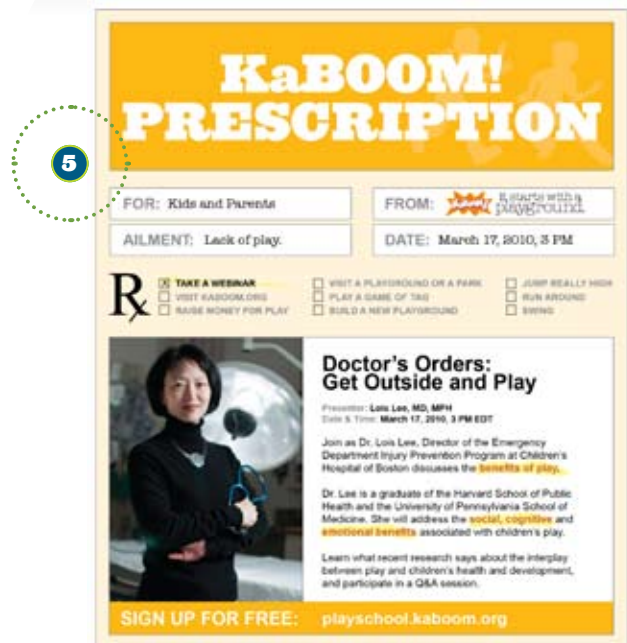 KaBOOM!
PRESCRIPTION
5
FOR: Kids and Parents
FROM: KaBOOM! It starts with a
playground.
AILMENT: Lack of play.
DATE: March 17, 2010, 3 PM
Rx
TAKE A WEBINAR
VISIT KABOOM.ORG
RAISE MONEY FOR PLAY
VISIT A PLAYGROUND OR A PARK
PLAY A GAME OF TAG
BUILD A NEW PLAYGROUND
JUMP REALLY HIGH
RUN AROUND
SWING
Doctor's Orders:
Get Outside and Play
Presenter: Lois Lee, MD, MPH
Date & Time: March 17, 2010, 3 PM EDT
Join as Dr. Lois Lee, Director of the Emergency
Department Injury Prevention Program at Children's
Hospital of Boston discusses the benefits of play.
Dr. Lee is a graduate of the Harvard School of Public
Health and the University of Pennsylvania School of
Medicine. She will address the social, cognitive and
emotional benefits associated with children's play.
Learn what recent research says about the interplay
between play and children's health and development,
and participate in a Q&A session.
SIGN UP FOR FREE: playschool.kaboom.org